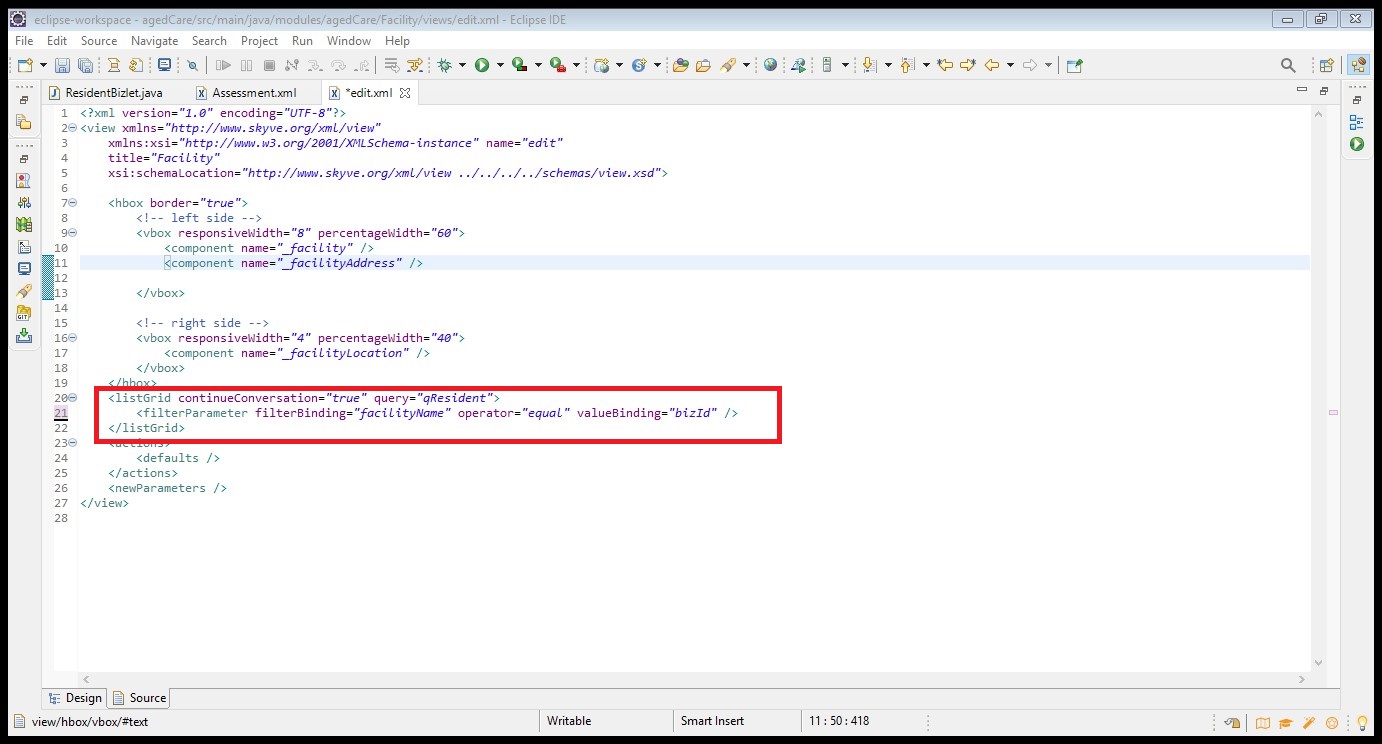 eclipse-workspace - agedCare/src/main/java/modules/agedCare/Facility/views/edit.xml - Eclipse IDE
File Edit Source Navigate Search Project Run Window Help
ResidentBizlet.java Assessment.xml *edit.xml
1 <?xml version="1.0" encoding="UTF-8"?>
2 <view xmlns="http://www.skyve.org/xml/view"
3 xmlns:xsi="http://www.w3.org/2001/XMLSchema-instance" name="edit"
4 title="Facility"
5 xsi:schemaLocation="http://www.skyve.org/xml/view ../../../../schemas/view.xsd">
6
7 <hbox border="true">
8 <!-- left side -->
9 <vbox responsiveWidth="8" percentageWidth="60">
10 <component name="_facility" />
11 <component name="_facilityAddress" />
12
13 </vbox>
14
15 <!-- right side -->
16 <vbox responsiveWidth="4" percentageWidth="40">
17 <component name="_facilityLocation" />
18 </vbox>
19 </hbox>
20 <listGrid continueConversation="true" query="qResident">
21 <filterParameter filterBinding="facilityName" operator="equal" valueBinding="bizId" />
22 </listGrid>
23 <actions>
24 <defaults />
25 </actions>
26 <newParameters />
27 </view>
28
Design Source
view/hbox/vbox/#text Writable Smart Insert 11 : 50 : 418